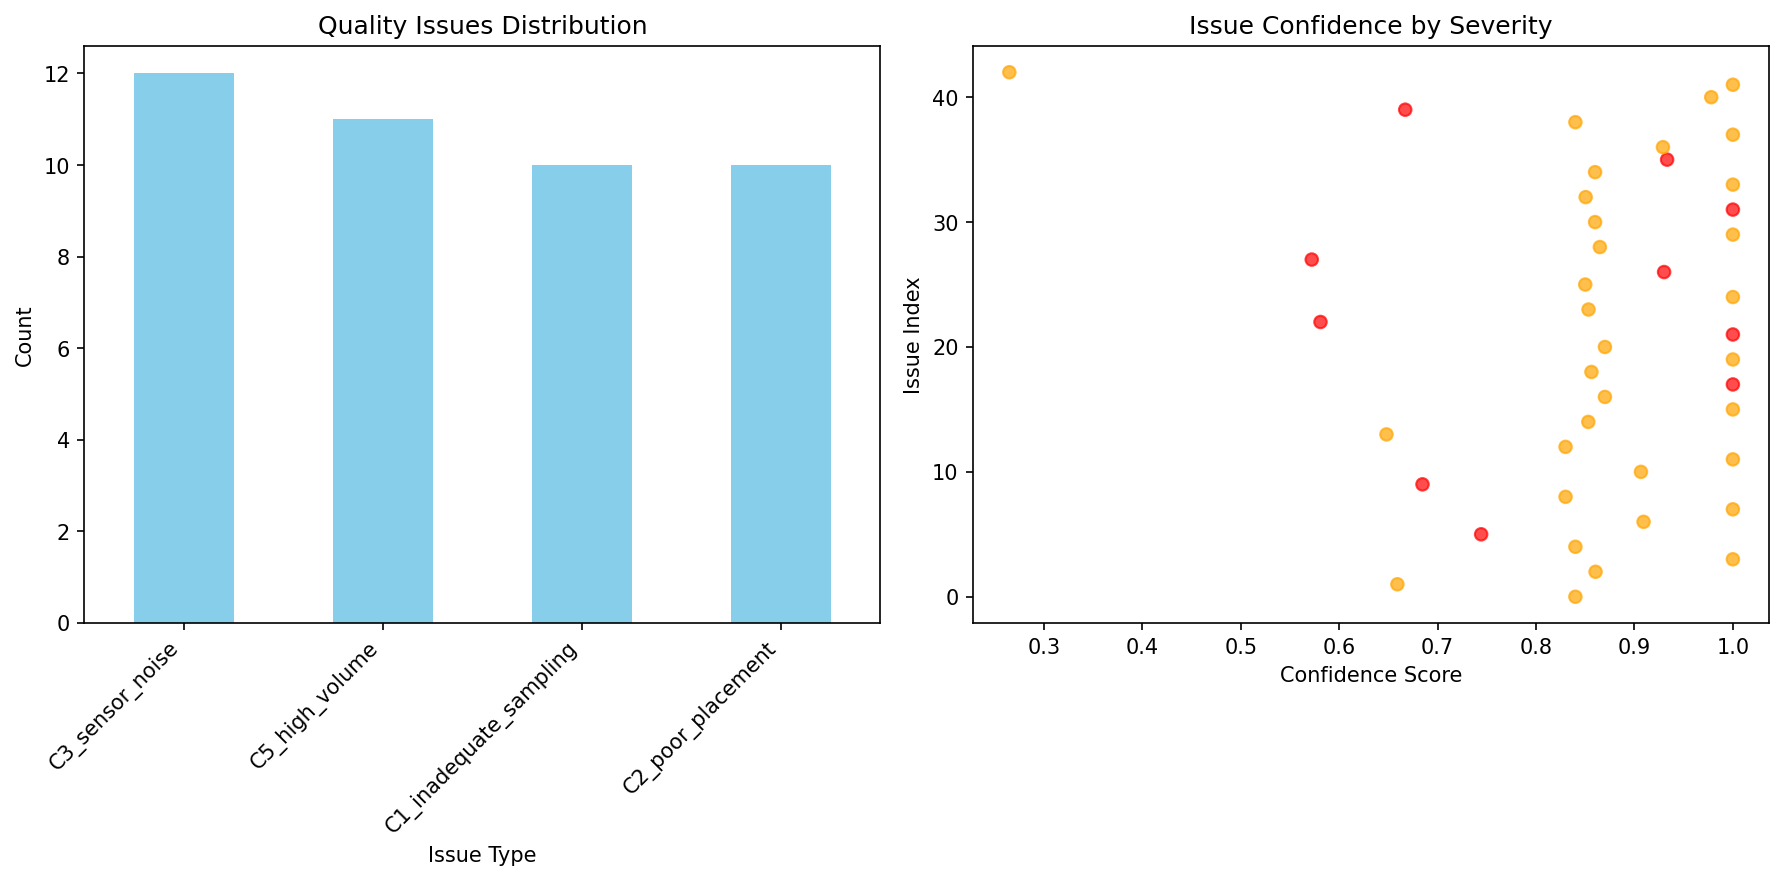 Quality Issues Distribution
12
10
8
6
4
2
0
Count
C3_sensor_noise
C5_high_volume
C1_inadequate_sampling
C2_poor_placement
Issue Type
Issue Confidence by Severity
40
30
20
10
0
Issue Index
0.3 0.4 0.5 0.6 0.7 0.8 0.9 1.0
Confidence Score